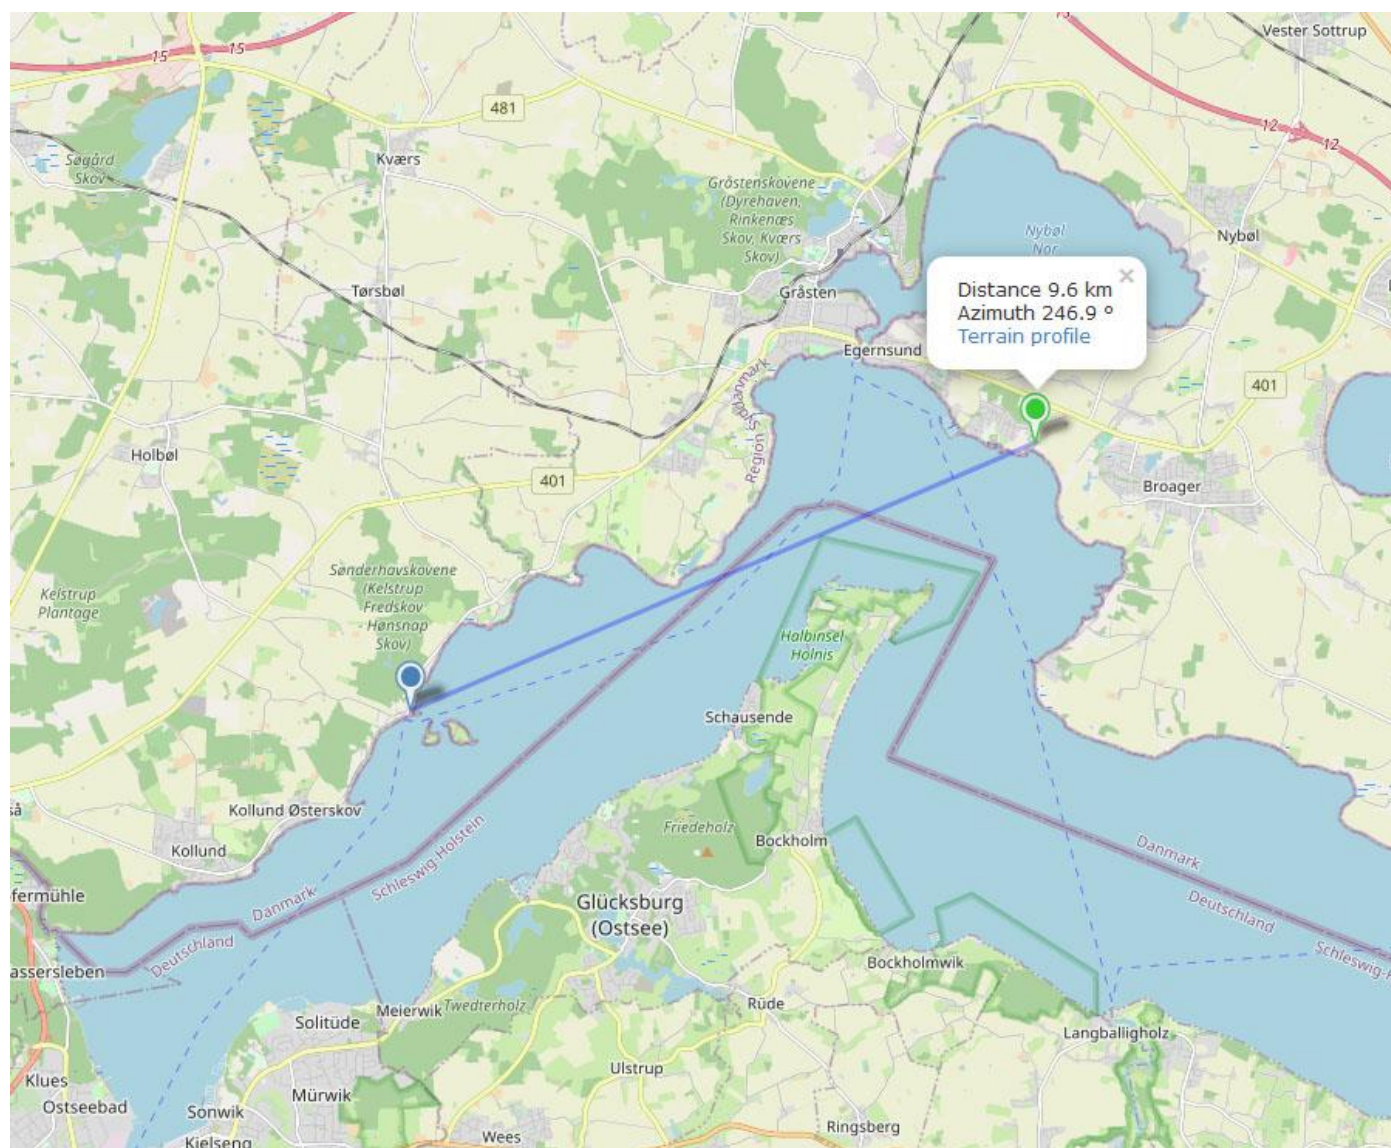 15
15
15
Vester Sottrup
481
12
12
Søgård
Skov
Kværs
Gråstenskovene
(Dyrehaven,
Rinkenæs
Skov, Kværs
Skov)
Nybøl
Nor
Nybøl
Distance 9.6 km
×
Azimuth 246.9 °
Terrain profile
Tørsbøl
Gråsten
Egernsund
401
Region Syddanmark
Holbøl
401
Broager
Kelstrup
Plantage
Sønderhavskovene
(Kelstrup
Fredskov
- Hønsnap
Skov)
Halbinsel
Holnis
Schausende
så
Kollund Østerskov
Kollund
Friedeholz
Bockholm
Danmark
Schleswig-Holstein
Danmark
Deutschland
fermühle
Glücksburg
(Ostsee)
Deutschland
assersleben
Bockholmwik
Schleswig-
Meierwik
Twedterholz
Rüde
Solitüde
Langballigholz
Klues
Mürwik
Ulstrup
Ostseebad
Sonwik
Ringsberg
Kielseng
Wees